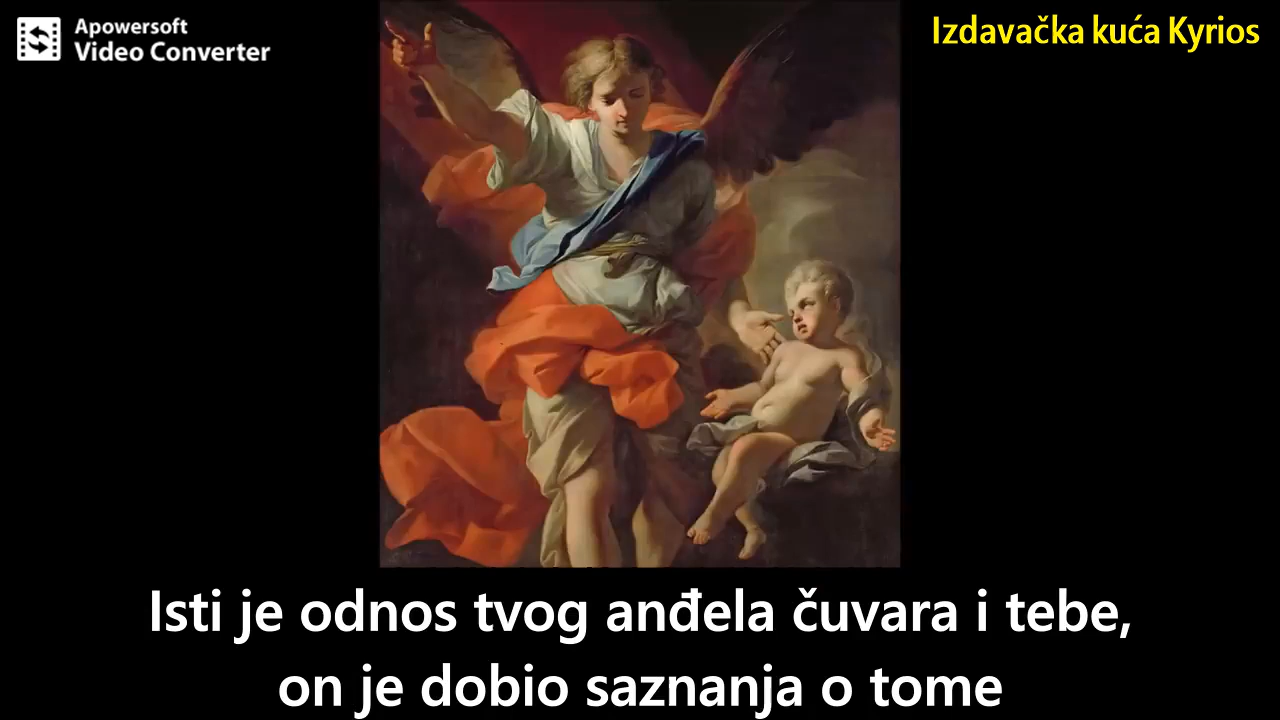 Apowersoft
Video Converter
Izdavačka kuća Kyrios
Isti je odnos tvog anđela čuvara i tebe,
on je dobio saznanja o tome